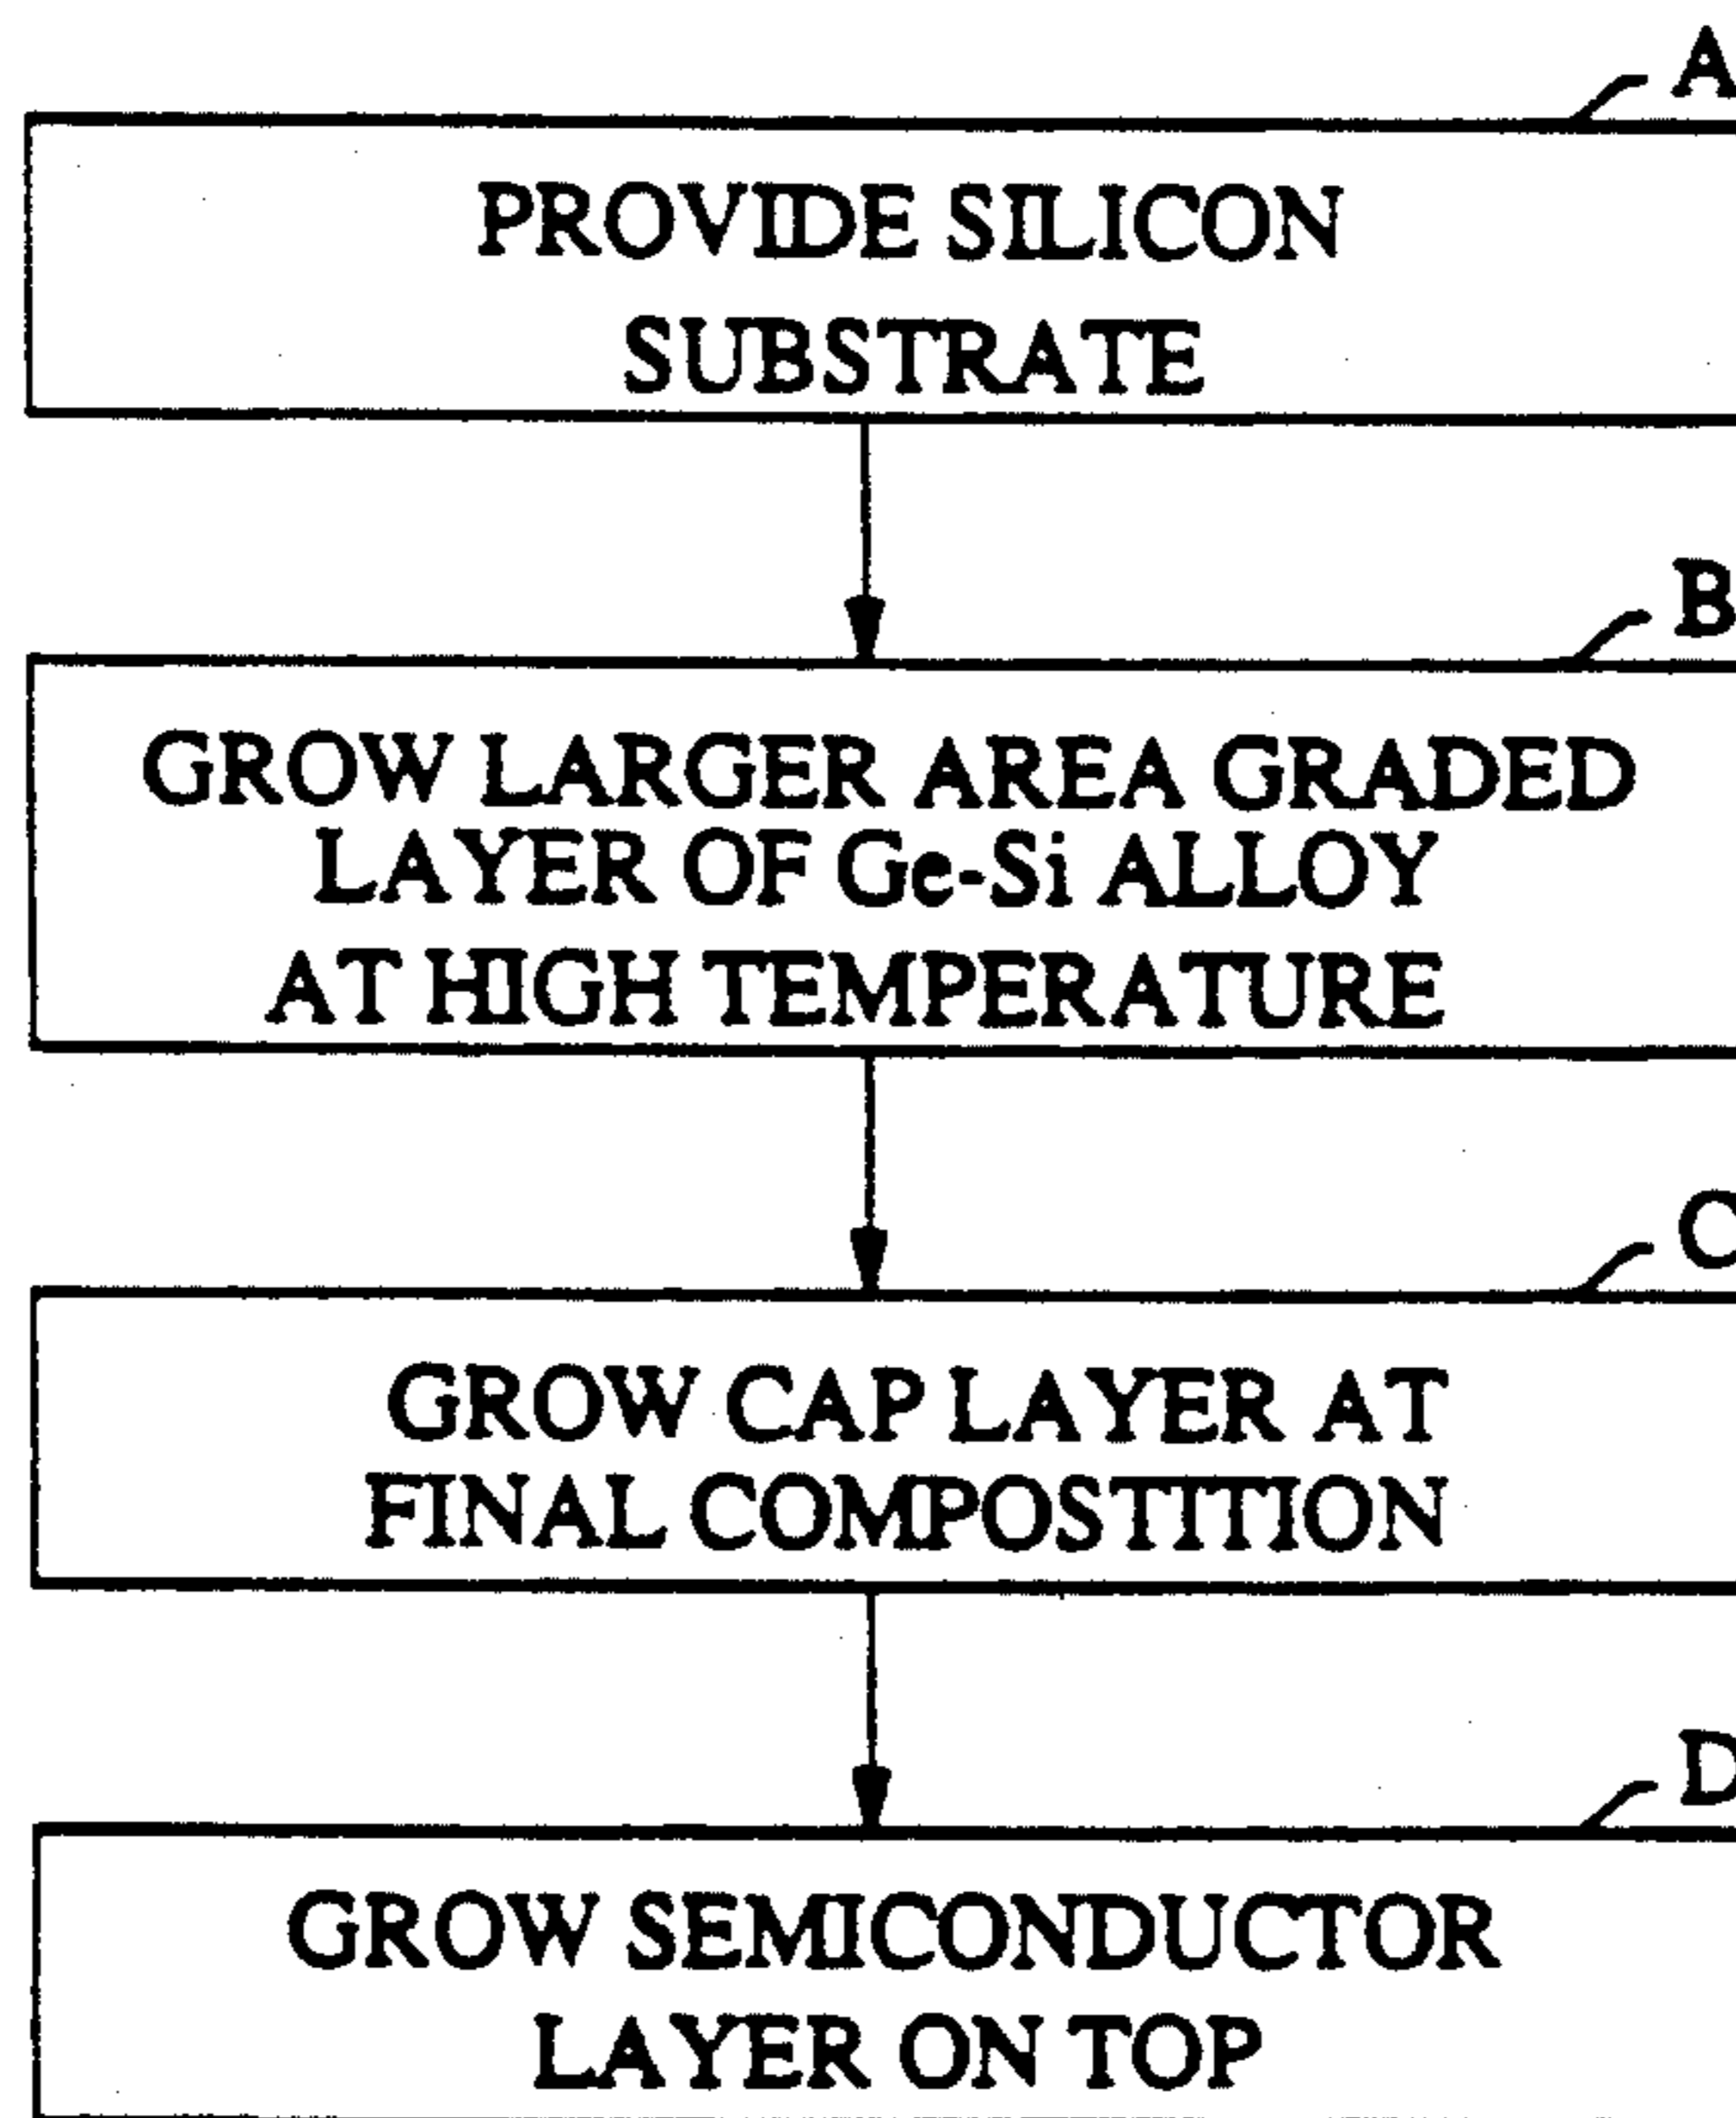 A
PROVIDE SILICON
SUBSTRATE
B
GROW LARGER AREA GRADED
LAYER OF Ge-Si ALLOY
AT HIGH TEMPERATURE
C
GROW CAP LAYER AT
FINAL COMPOSTITION
D
GROW SEMICONDUCTOR
LAYER ON TOP